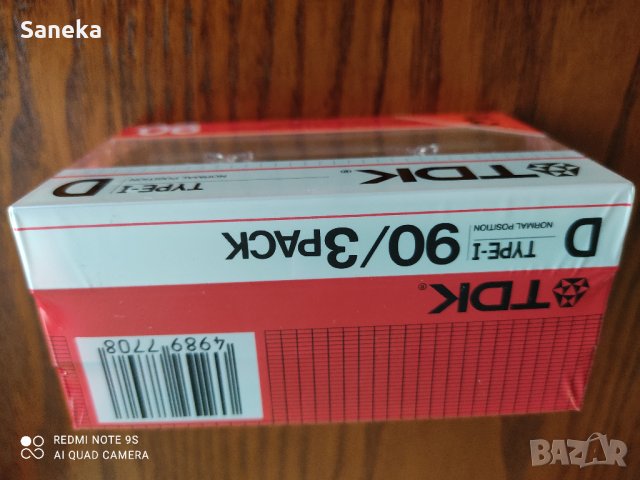 Saneka
90
TDK®
D TYPE-I
NORMAL POSITION
D TYPE-I 90/3PACK
NORMAL POSITION
TDK®
4989 7708
REDMI NOTE 9S
AI QUAD CAMERA
BAZAR